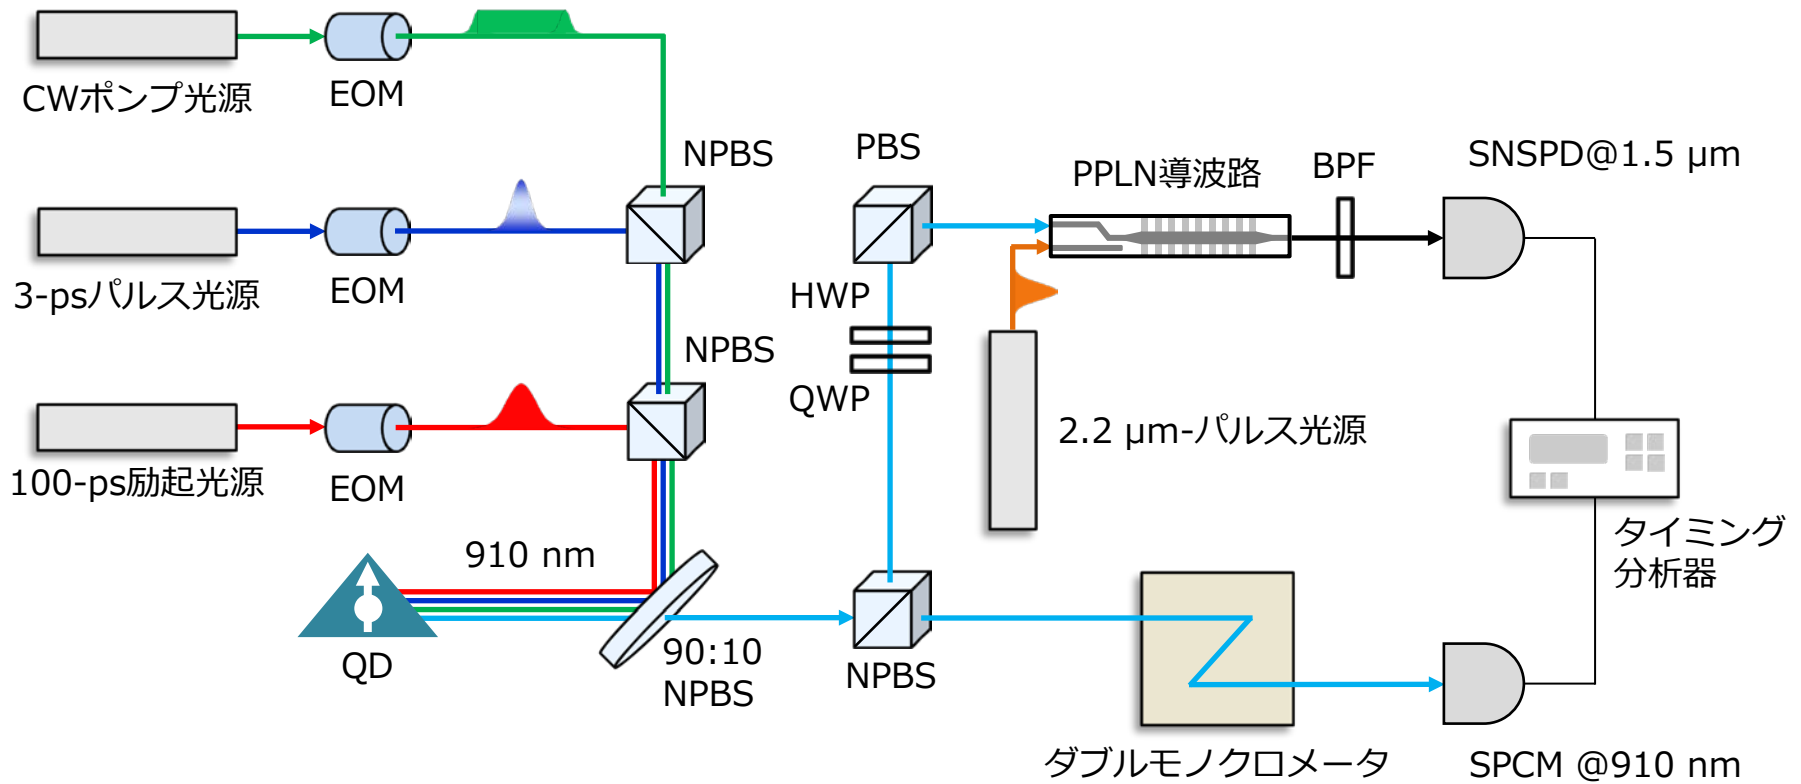 CWポンプ光源
EOM
NPBS
PBS
PPLN導波路
BPF
SNSPD@1.5 μm
3-psパルス光源
EOM
HWP
NPBS
QWP
2.2 μm-パルス光源
100-ps励起光源
EOM
910 nm
タイミング
分析器
QD
90:10
NPBS
NPBS
ダブルモノクロメータ
SPCM @910 nm